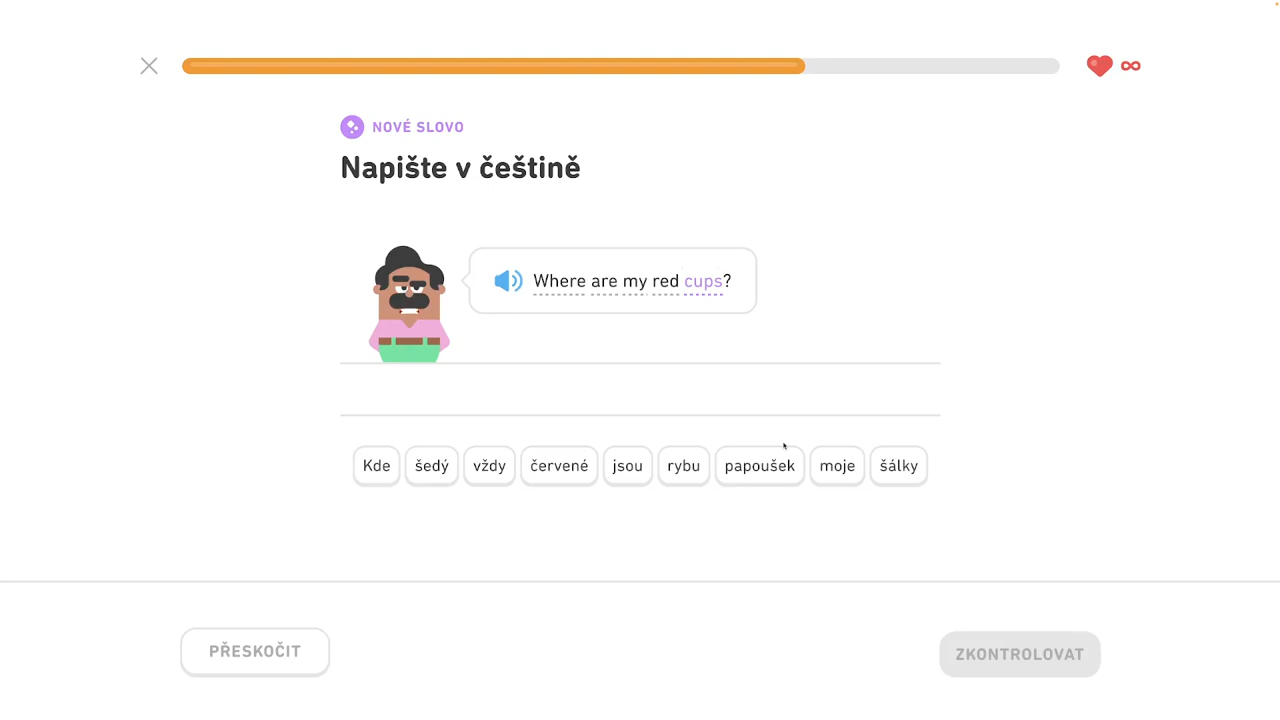 NOVÉ SLOVO
Napište v češtině
Where are my red cups?
Kde šedý vždy červené jsou rybu papoušek moje šálky
PŘESKOČIT
ZKONTROLOVAT